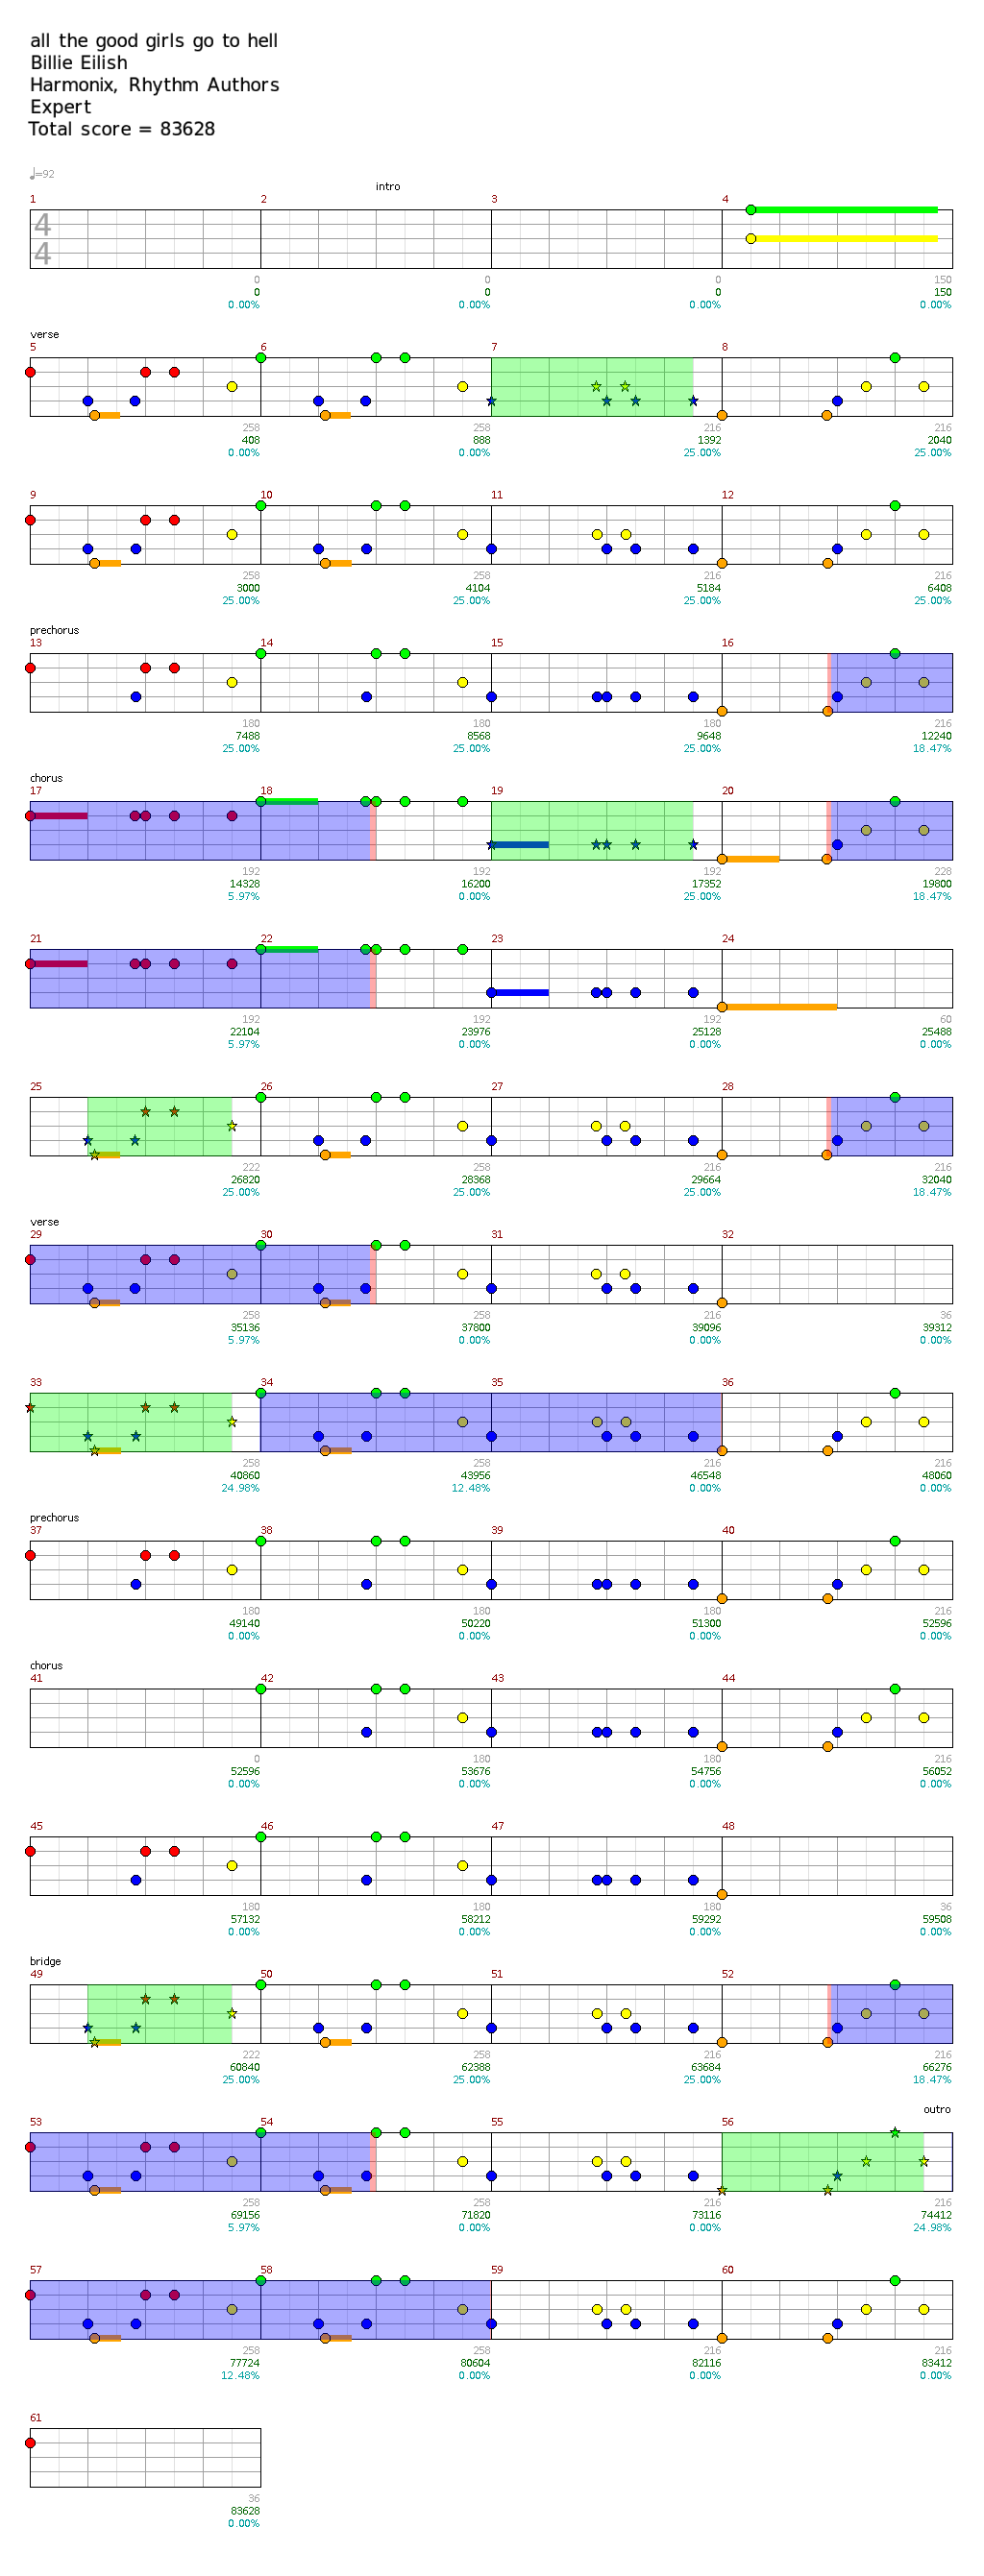 all the good girls go to hell
Billie Eilish
Harmonix, Rhythm Authors
Expert
Total score = 83628
♩=92
intro
1 2 3 4
4
4
0 0 0 150
0 0 0 150
0.00% 0.00% 0.00% 0.00%
verse
5 6 7 8
258 258 216 216
408 888 1392 2040
0.00% 0.00% 25.00% 25.00%
9 10 11 12
258 258 216 216
3000 4104 5184 6408
25.00% 25.00% 25.00% 25.00%
prechorus
13 14 15 16
180 180 180 216
7488 8568 9648 12240
25.00% 25.00% 25.00% 18.47%
chorus
17 18 19 20
192 192 192 228
14328 16200 17352 19800
5.97% 0.00% 25.00% 18.47%
21 22 23 24
192 192 192 60
22104 23976 25128 25488
5.97% 0.00% 0.00% 0.00%
25 26 27 28
222 258 216 216
26820 28368 29664 32040
25.00% 25.00% 25.00% 18.47%
verse
29 30 31 32
258 258 216 36
35136 37800 39096 39312
5.97% 0.00% 0.00% 0.00%
33 34 35 36
258 258 216 216
40860 43956 46548 48060
24.98% 12.48% 0.00% 0.00%
prechorus
37 38 39 40
180 180 180 216
49140 50220 51300 52596
0.00% 0.00% 0.00% 0.00%
chorus
41 42 43 44
0 180 180 216
52596 53676 54756 56052
0.00% 0.00% 0.00% 0.00%
45 46 47 48
180 180 180 36
57132 58212 59292 59508
0.00% 0.00% 0.00% 0.00%
bridge
49 50 51 52
222 258 216 216
60840 62388 63684 66276
25.00% 25.00% 25.00% 18.47%
outro
53 54 55 56
258 258 216 216
69156 71820 73116 74412
5.97% 0.00% 0.00% 24.98%
57 58 59 60
258 258 216 216
77724 80604 82116 83412
12.48% 0.00% 0.00% 0.00%
61
36
83628
0.00%